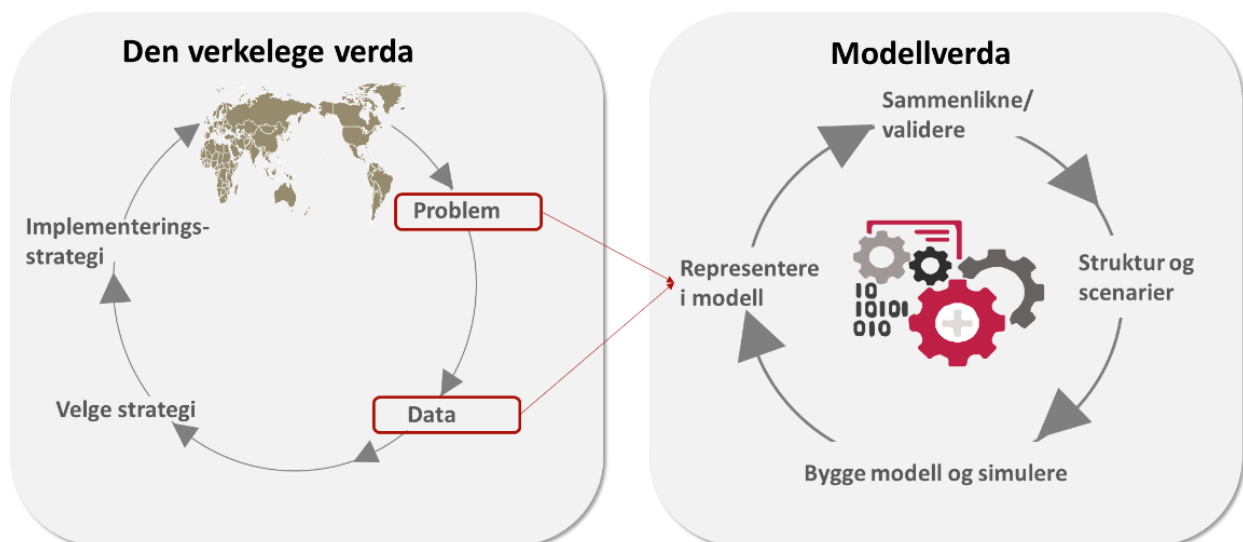 Den verkelege verda
Problem
Data
Velge strategi
Implementerings-
strategi
Modellverda
Sammenlikne/
validere
Struktur og
scenarier
Bygge modell og simulere
Representere
i modell
10
10101
010